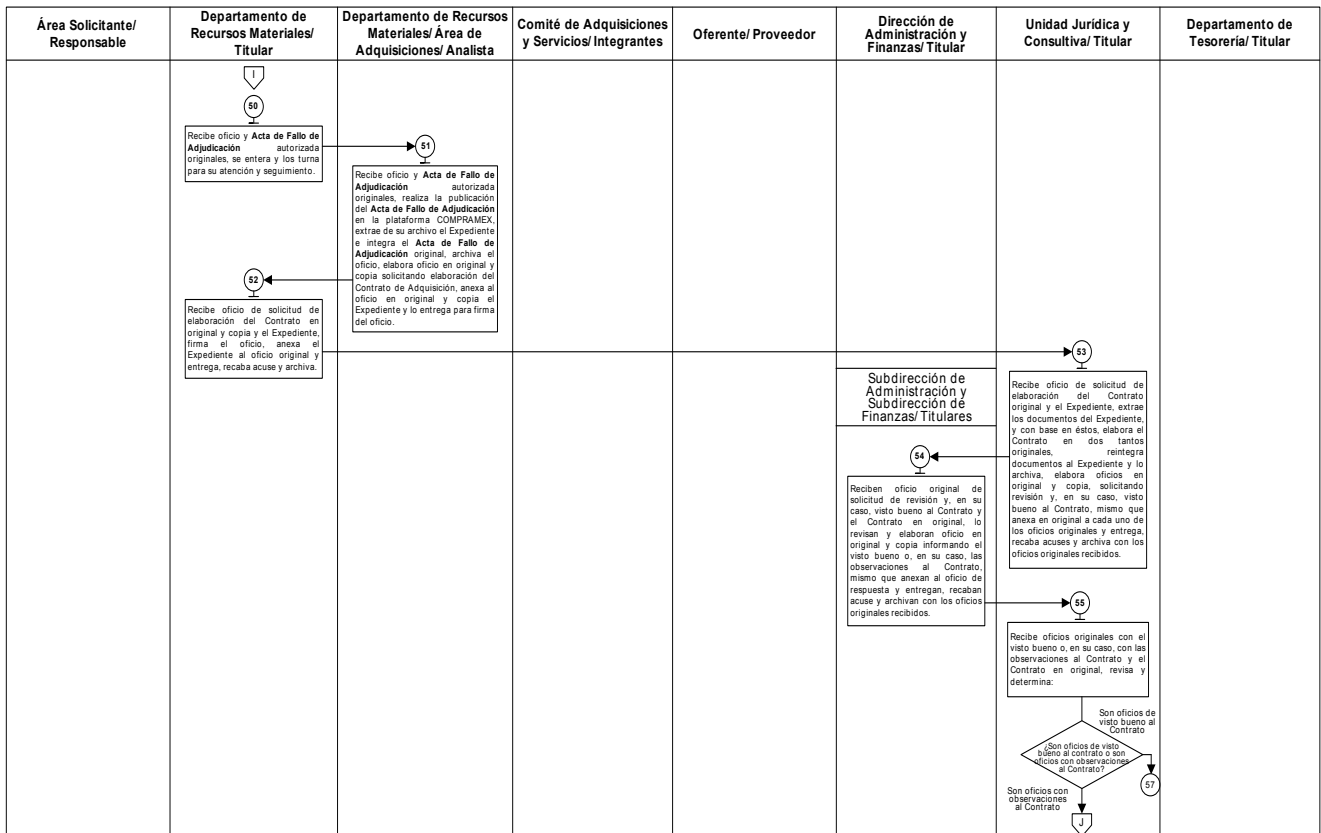 Área Solicitante/
Responsable
Departamento de
Recursos Materiales/
Titular
Departamento de Recursos
Materiales/ Área de
Adquisiciones/ Analista
Comité de Adquisiciones
y Servicios/ Integrantes
Oferente/ Proveedor
Dirección de
Administración y
Finanzas/ Titular
Unidad Jurídica y
Consultiva/ Titular
Departamento de
Tesorería/ Titular
I
50
Recibe oficio y Acta de Fallo de
Adjudicación autorizada
originales, se entera y los turna
para su atención y seguimiento.
51
Recibe oficio y Acta de Fallo de
Adjudicación autorizada
originales, realiza la publicación
del Acta de Fallo de Adjudicación
en la plataforma COMPRAMEX,
extrae de su archivo el Expediente
e integra el Acta de Fallo de
Adjudicación original, archiva el
oficio, elabora oficio en original y
copia solicitando elaboración del
Contrato de Adquisición, anexa al
oficio en original y copia el
Expediente y lo entrega para firma
del oficio.
52
Recibe oficio de solicitud de
elaboración del Contrato en
original y copia y el Expediente,
firma el oficio, anexa el
Expediente al oficio original y
entrega, recaba acuse y archiva.
53
Recibe oficio de solicitud de
elaboración del Contrato
original y el Expediente, extrae
los documentos del Expediente,
y con base en éstos, elabora el
Contrato en dos tantos
originales, reintegra
documentos al Expediente y lo
archiva, elabora oficios en
original y copia, solicitando
revisión y, en su caso, visto
bueno al Contrato, mismo que
anexa en original a cada uno de
los oficios originales y entrega,
recaba acuses y archiva con los
oficios originales recibidos.
Subdirección de
Administración y
Subdirección de
Finanzas/ Titulares
54
Reciben oficio original de
solicitud de revisión y, en su
caso, visto bueno al Contrato y
el Contrato en original, lo
revisan y elaboran oficio en
original y copia informando el
visto bueno o, en su caso, las
observaciones al Contrato,
mismo que anexan al oficio de
respuesta y entregan, recaban
acuse y archivan con los oficios
originales recibidos.
55
Recibe oficios originales con el
visto bueno o, en su caso, con las
observaciones al Contrato y el
Contrato en original, revisa y
determina:
Son oficios de
visto bueno al
Contrato
¿Son oficios de visto
bueno al contrato o son
oficios con observaciones
al Contrato?
57
Son oficios con
observaciones
al Contrato
J